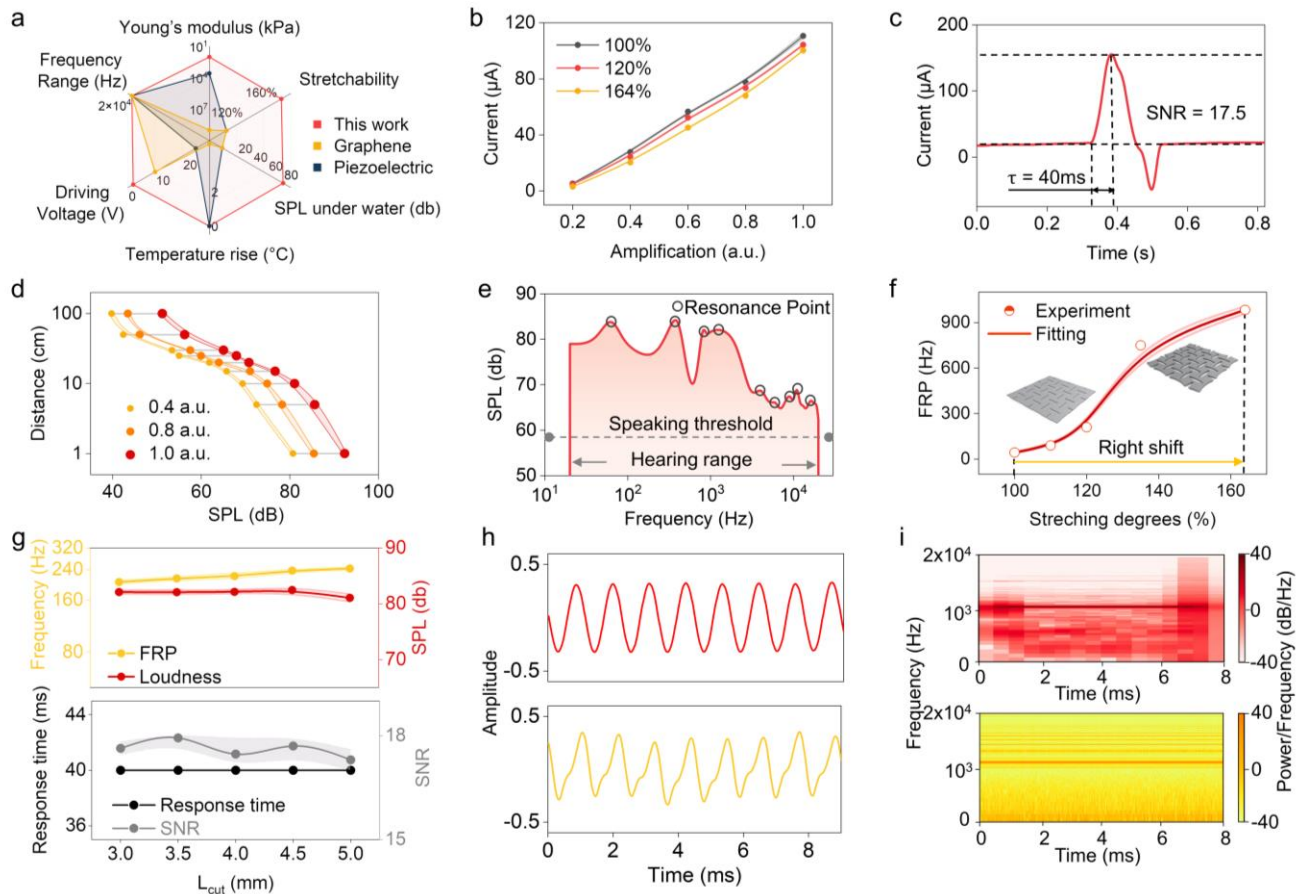 a
Young's modulus (kPa)
10¹
Frequency
Range (Hz)
Stretchability
10⁴
160%
2×10⁴
120%
10⁷
This work
Graphene
Piezoelectric
20
20
40
60
80
10
0
Driving
Voltage (V)
SPL under water (db)
2
0
Temperature rise (°C)
b
120
80
40
0
Current (µA)
100%
120%
164%
0.2 0.4 0.6 0.8 1.0
Amplification (a.u.)
c
200
100
0
Current (µA)
SNR = 17.5
τ = 40ms
0.0 0.2 0.4 0.6 0.8
Time (s)
d
100
50
20
10
1
Distance (cm)
0.4 a.u.
0.8 a.u.
1.0 a.u.
40 60 80 100
SPL (dB)
e
90
80
70
60
50
SPL (db)
Resonance Point
Speaking threshold
Hearing range
10¹ 10² 10³ 10⁴
Frequency (Hz)
f
900
600
300
0
FRP (Hz)
Experiment
Fitting
Right shift
100 120 140 160
Streching degrees (%)
g
320
240
160
80
Frequency (Hz)
90
80
70
SPL (db)
FRP
Loudness
44
40
36
Response time (ms)
18
15
SNR
Response time
SNR
3.0 3.5 4.0 4.5 5.0
L_cut (mm)
h
0.5
-0.5
0.5
-0.5
Amplitude
0 2 4 6 8
Time (ms)
i
2×10⁴
10³
0
0 2 4 6 8
Time (ms)
40
0
-40
2×10⁴
10³
0
Frequency (Hz)
0 2 4 6 8
Time (ms)
40
0
-40
Power/Frequency (dB/Hz)